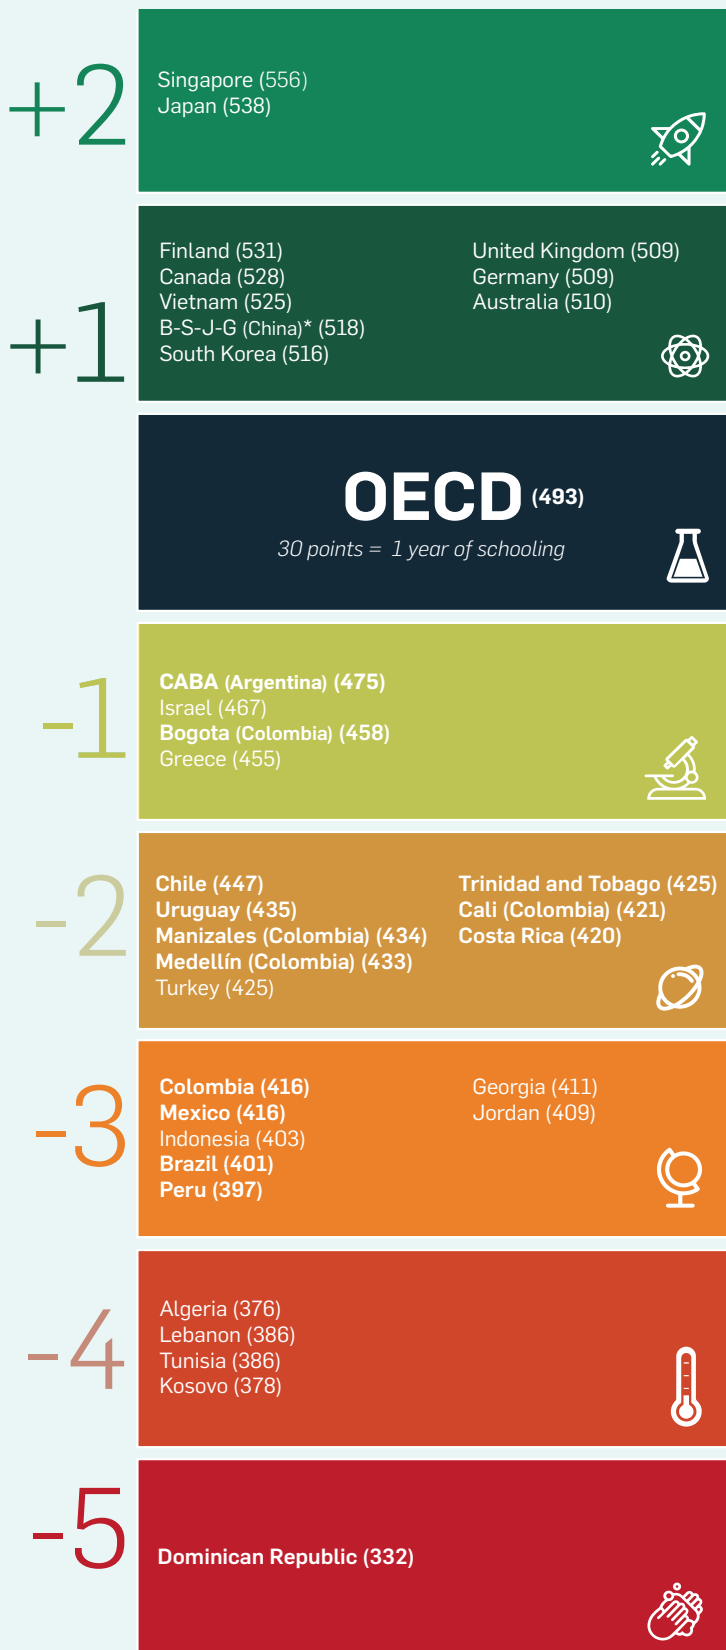 +2
Singapore (556)
Japan (538)
+1
Finland (531)
Canada (528)
Vietnam (525)
B-S-J-G (China)* (518)
South Korea (516)
United Kingdom (509)
Germany (509)
Australia (510)
OECD (493)
30 points = 1 year of schooling
-1
CABA (Argentina) (475)
Israel (467)
Bogota (Colombia) (458)
Greece (455)
-2
Chile (447)
Uruguay (435)
Manizales (Colombia) (434)
Medellín (Colombia) (433)
Turkey (425)
Trinidad and Tobago (425)
Cali (Colombia) (421)
Costa Rica (420)
-3
Colombia (416)
Mexico (416)
Indonesia (403)
Brazil (401)
Peru (397)
Georgia (411)
Jordan (409)
-4
Algeria (376)
Lebanon (386)
Tunisia (386)
Kosovo (378)
-5
Dominican Republic (332)